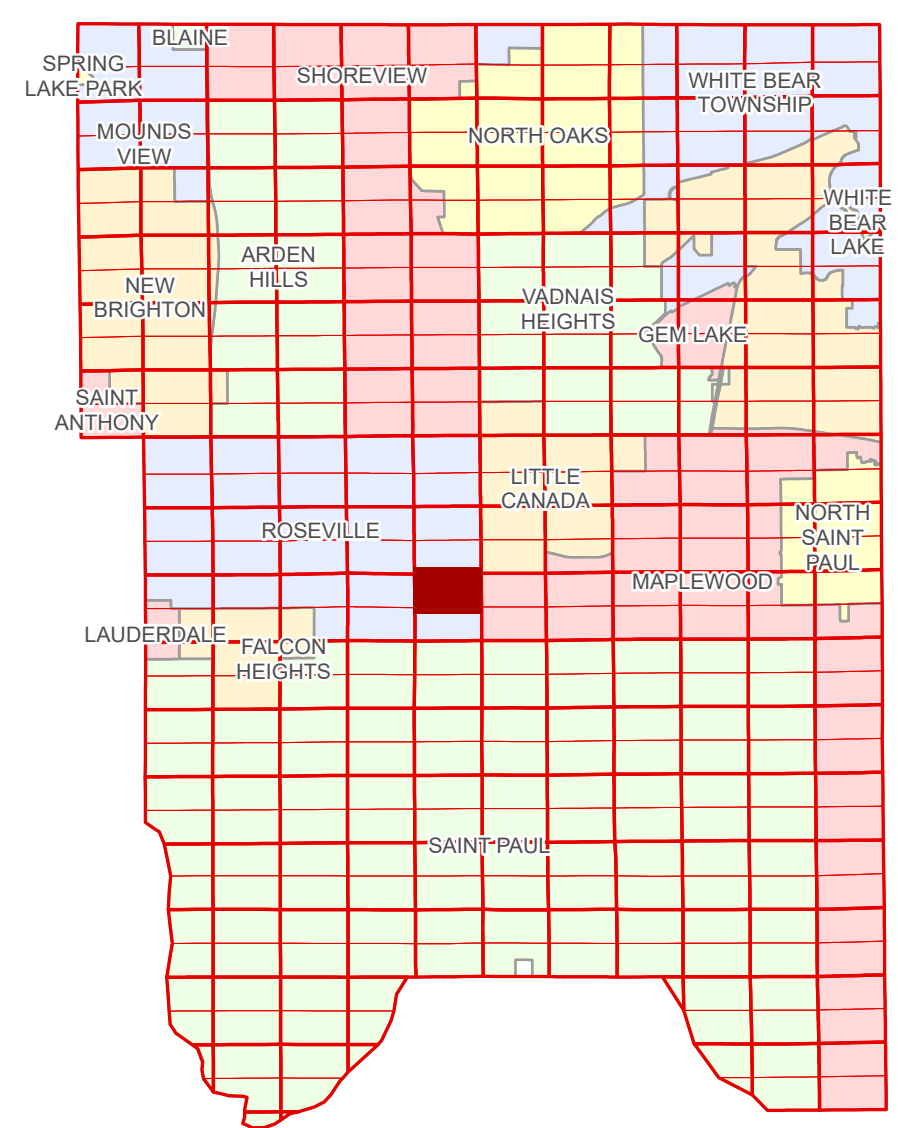 BLAINE
SPRING
LAKE PARK
SHOREVIEW
WHITE BEAR
TOWNSHIP
MOUNDS
VIEW
NORTH OAKS
WHITE
BEAR
LAKE
ARDEN
HILLS
NEW
BRIGHTON
VADNAIS
HEIGHTS
GEM LAKE
SAINT
ANTHONY
LITTLE
CANADA
ROSEVILLE
NORTH
SAINT
PAUL
MAPLEWOOD
LAUDERDALE
FALCON
HEIGHTS
SAINT PAUL